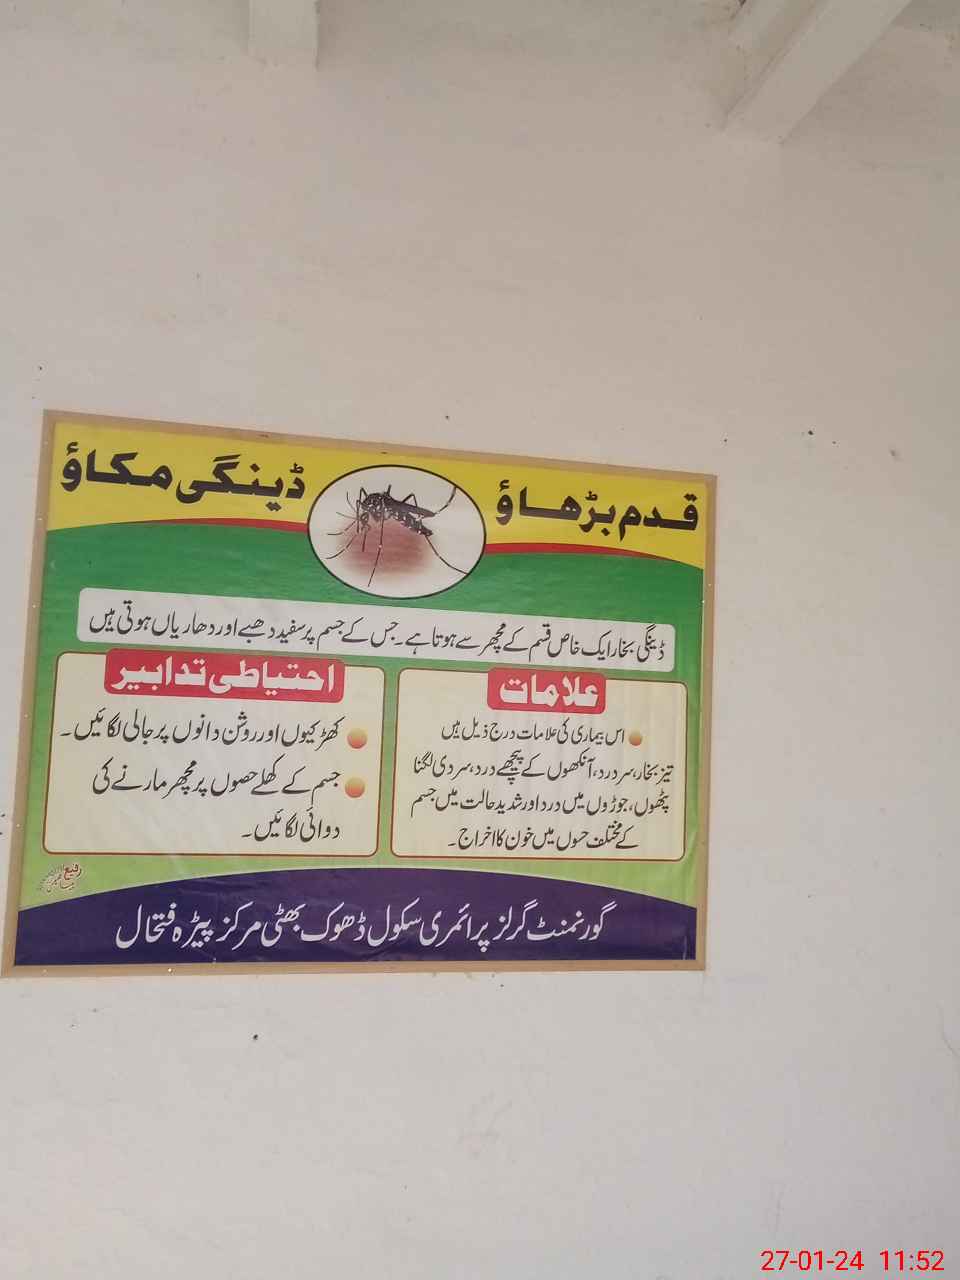 قدم بڑھاؤ ڈینگی مکاؤ
ڈینگی بخار ایک خاص قسم کے مچھر سے ہوتا ہے۔ جس کے جسم پر سفید دھبے اور دھاریاں ہوتی ہیں
علامات
اس بیماری کی علامات درج ذیل ہیں
تیز بخار، سر درد، آنکھوں کے پیچھے درد، سردی لگنا
پٹھوں، جوڑوں میں درد اور شدید حالت میں جسم
کے مختلف حسوں میں خون کا اخراج۔
احتیاطی تدابیر
کھڑکیوں اور روشن دانوں پر جالی لگائیں۔
جسم کے کھلے حصوں پر مچھر مارنے کی
دوائی لگائیں۔
رفیع
گورنمنٹ گرلز پرائمری سکول ڈھوک بھٹی مرکز پیڑہ فتحال
27-01-24 11:52